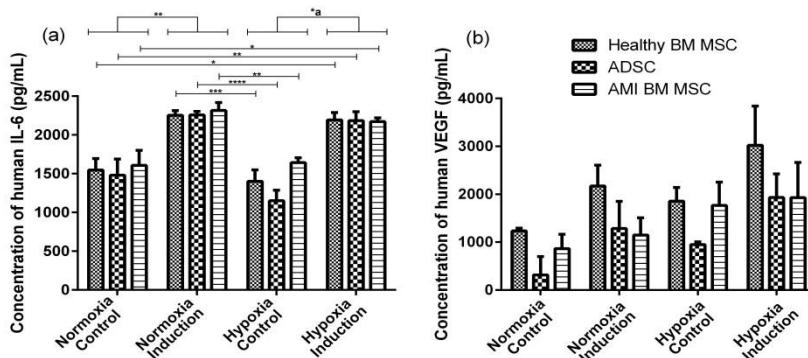 (a)
**
*a
*
**
*
**
****
***
Concentration of human IL-6 (pg/mL)
2500
2000
1500
1000
500
0
Normoxia
Control
Normoxia
Induction
Hypoxia
Control
Hypoxia
Induction
(b)
Healthy BM MSC
ADSC
AMI BM MSC
Concentration of human VEGF (pg/mL)
4000
3000
2000
1000
0
Normoxia
Control
Normoxia
Induction
Hypoxia
Control
Hypoxia
Induction